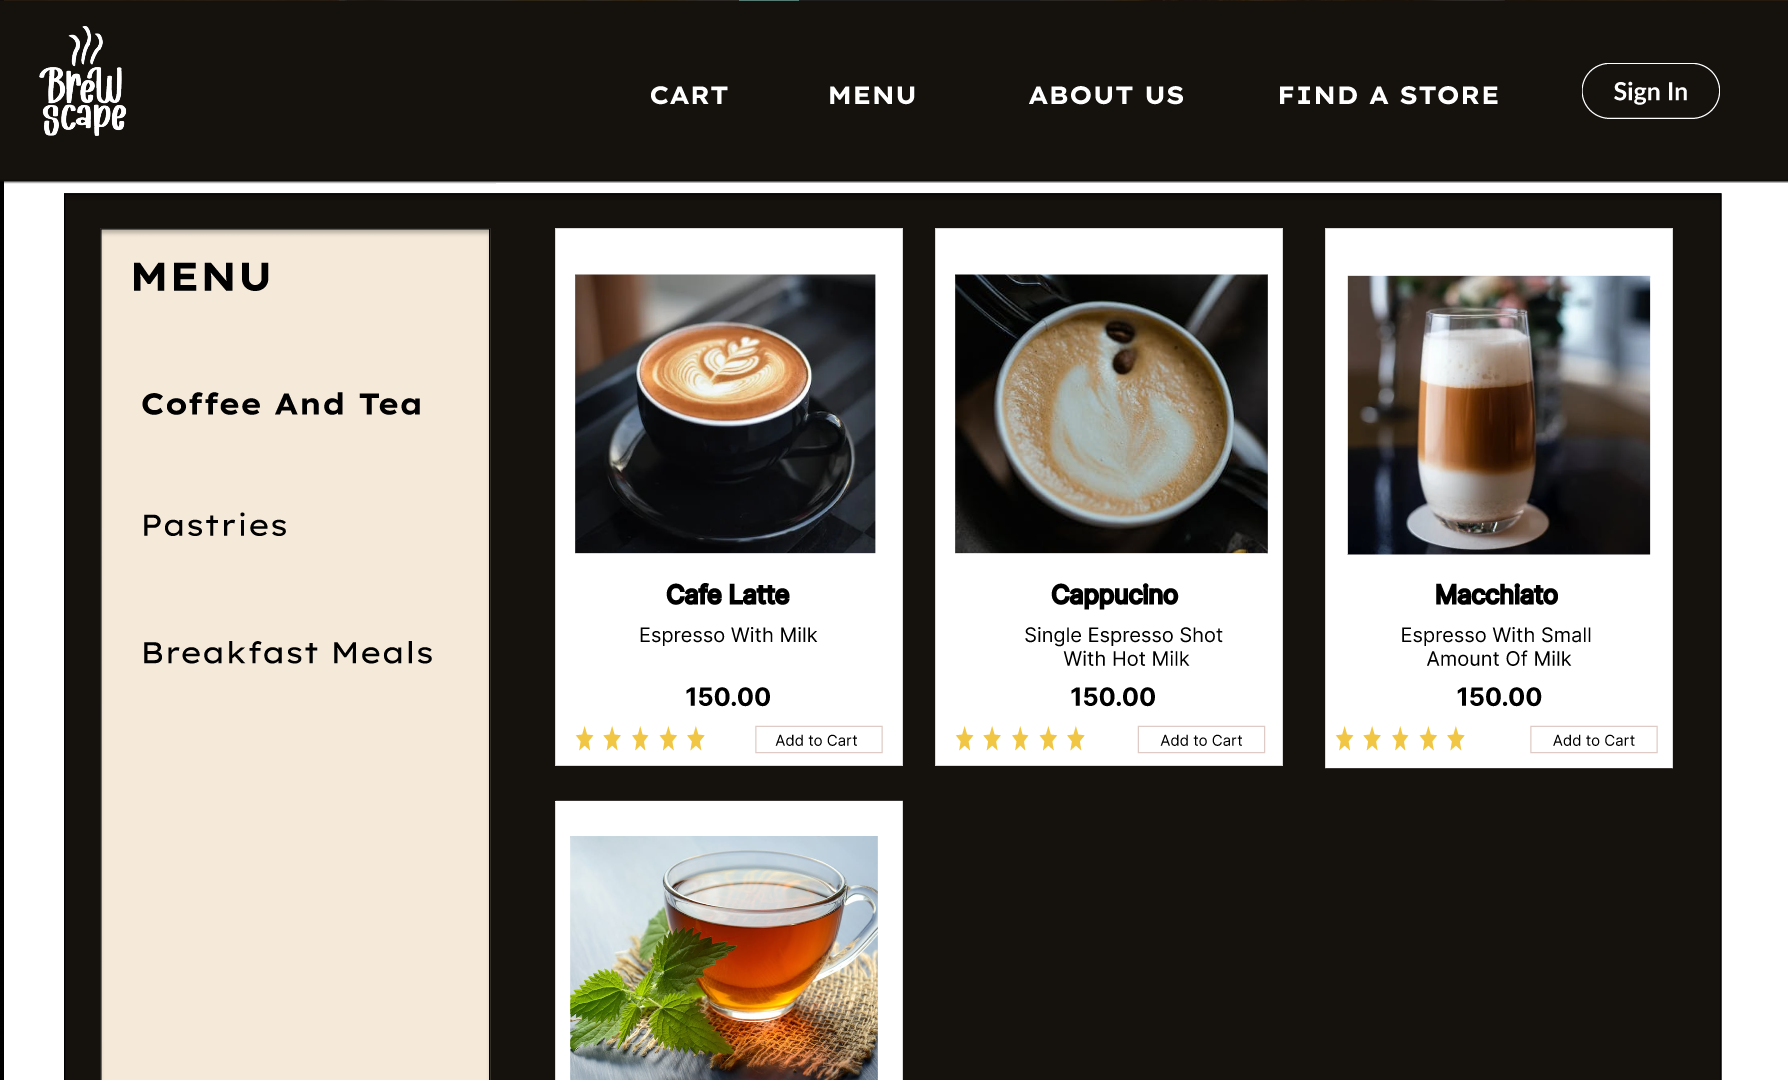 Brew
scape
CART
MENU
ABOUT US
FIND A STORE
Sign In
MENU
Coffee And Tea
Pastries
Breakfast Meals
Cafe Latte
Espresso With Milk
150.00
Add to Cart
Cappucino
Single Espresso Shot
With Hot Milk
150.00
Add to Cart
Macchiato
Espresso With Small
Amount Of Milk
150.00
Add to Cart